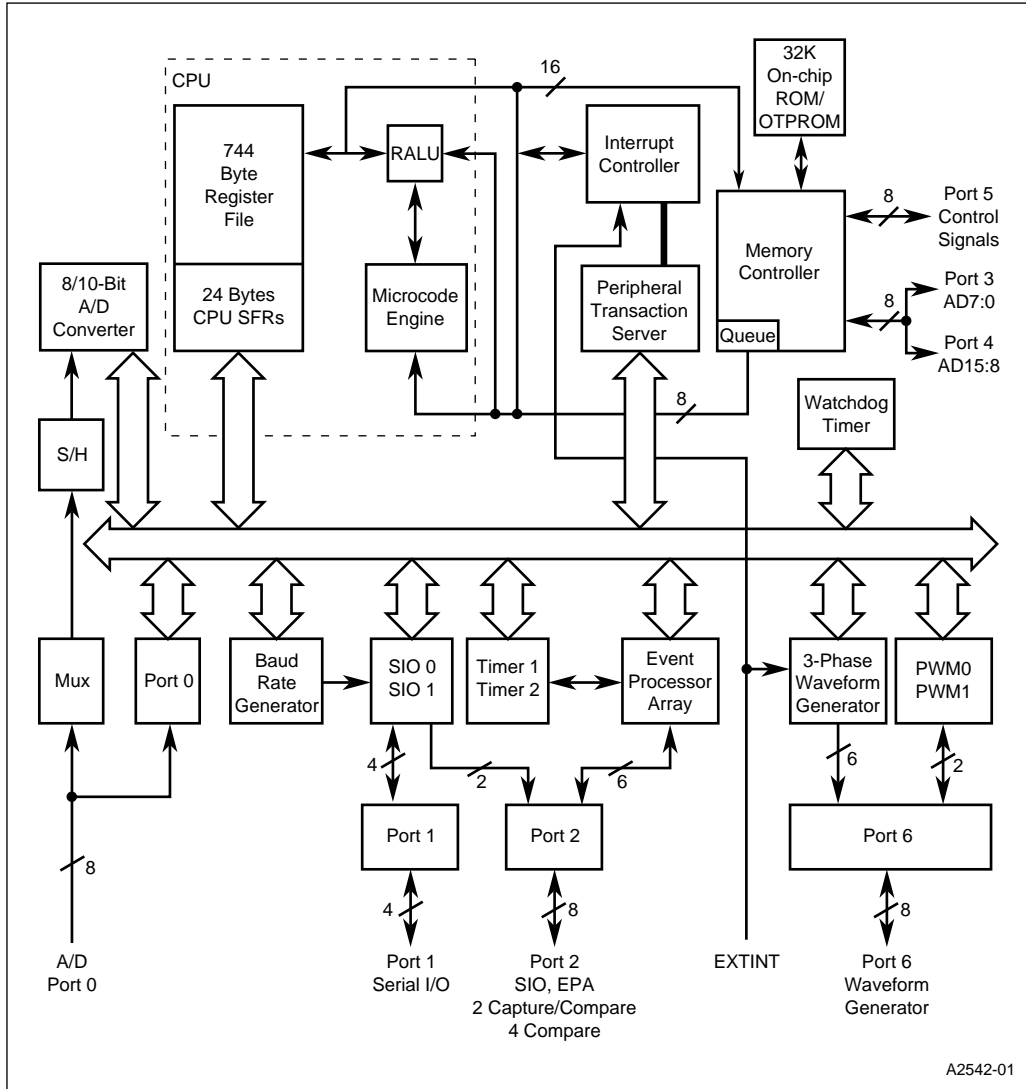 CPU
16
32K
On-chip
ROM/
OTPROM
744
Byte
Register
File
RALU
Interrupt
Controller
8
Port 5
Control
Signals
Memory
Controller
8/10-Bit
A/D
Converter
24 Bytes
CPU SFRs
Microcode
Engine
Peripheral
Transaction
Server
Queue
8
Port 3
AD7:0
Port 4
AD15:8
8
Watchdog
Timer
S/H
Mux
Port 0
Baud
Rate
Generator
SIO 0
SIO 1
Timer 1
Timer 2
Event
Processor
Array
3-Phase
Waveform
Generator
PWM0
PWM1
4
2
6
6
2
Port 1
Port 2
Port 6
8
4
8
8
A/D
Port 0
Port 1
Serial I/O
Port 2
SIO, EPA
2 Capture/Compare
4 Compare
EXTINT
Port 6
Waveform
Generator
A2542-01